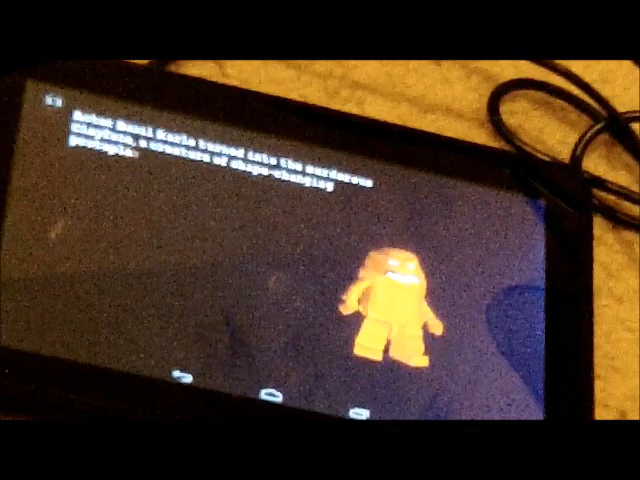 Actor Basil Karlo turned into the murderous
Clayface, a creature of shape-changing
protoplasm